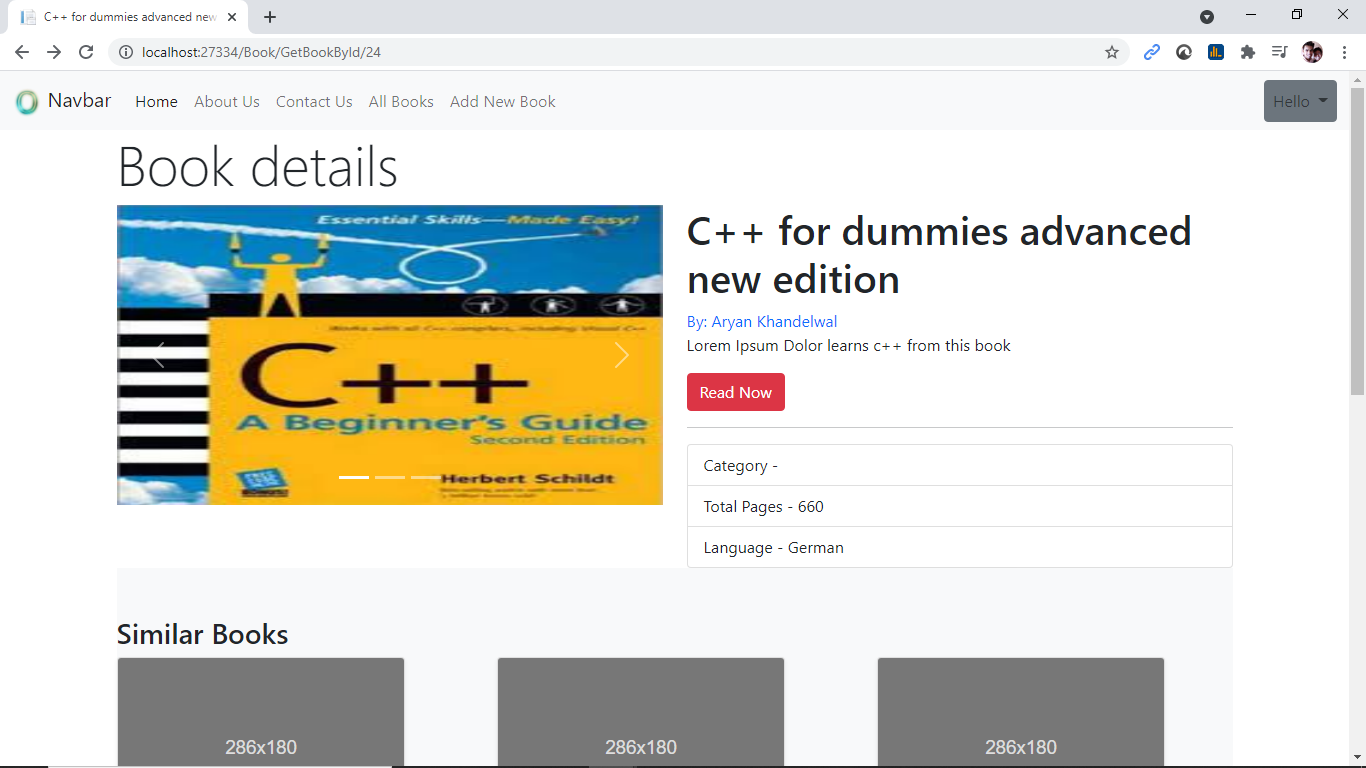 C++ for dummies advanced new
localhost:27334/Book/GetBookById/24
Navbar Home About Us Contact Us All Books Add New Book Hello
Book details
Essential Skills—Made Easy!
Works with all C++ compilers, including Visual C++
C++
A Beginner's Guide
Second Edition
Herbert Schildt
C++ for dummies advanced
new edition
By: Aryan Khandelwal
Lorem Ipsum Dolor learns c++ from this book
Read Now
Category -
Total Pages - 660
Language - German
Similar Books
286x180 286x180 286x180